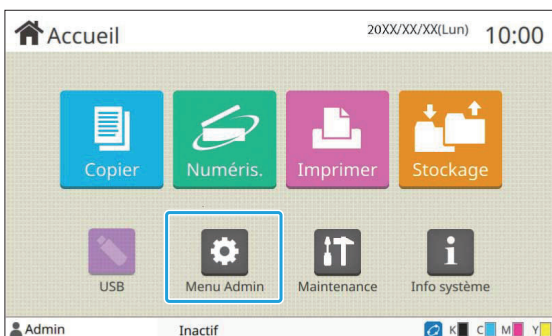 Accueil
20XX/XX/XX(Lun) 10:00
Copier Numéris. Imprimer Stockage
USB Menu Admin Maintenance Info système
Admin Inactif K C M Y